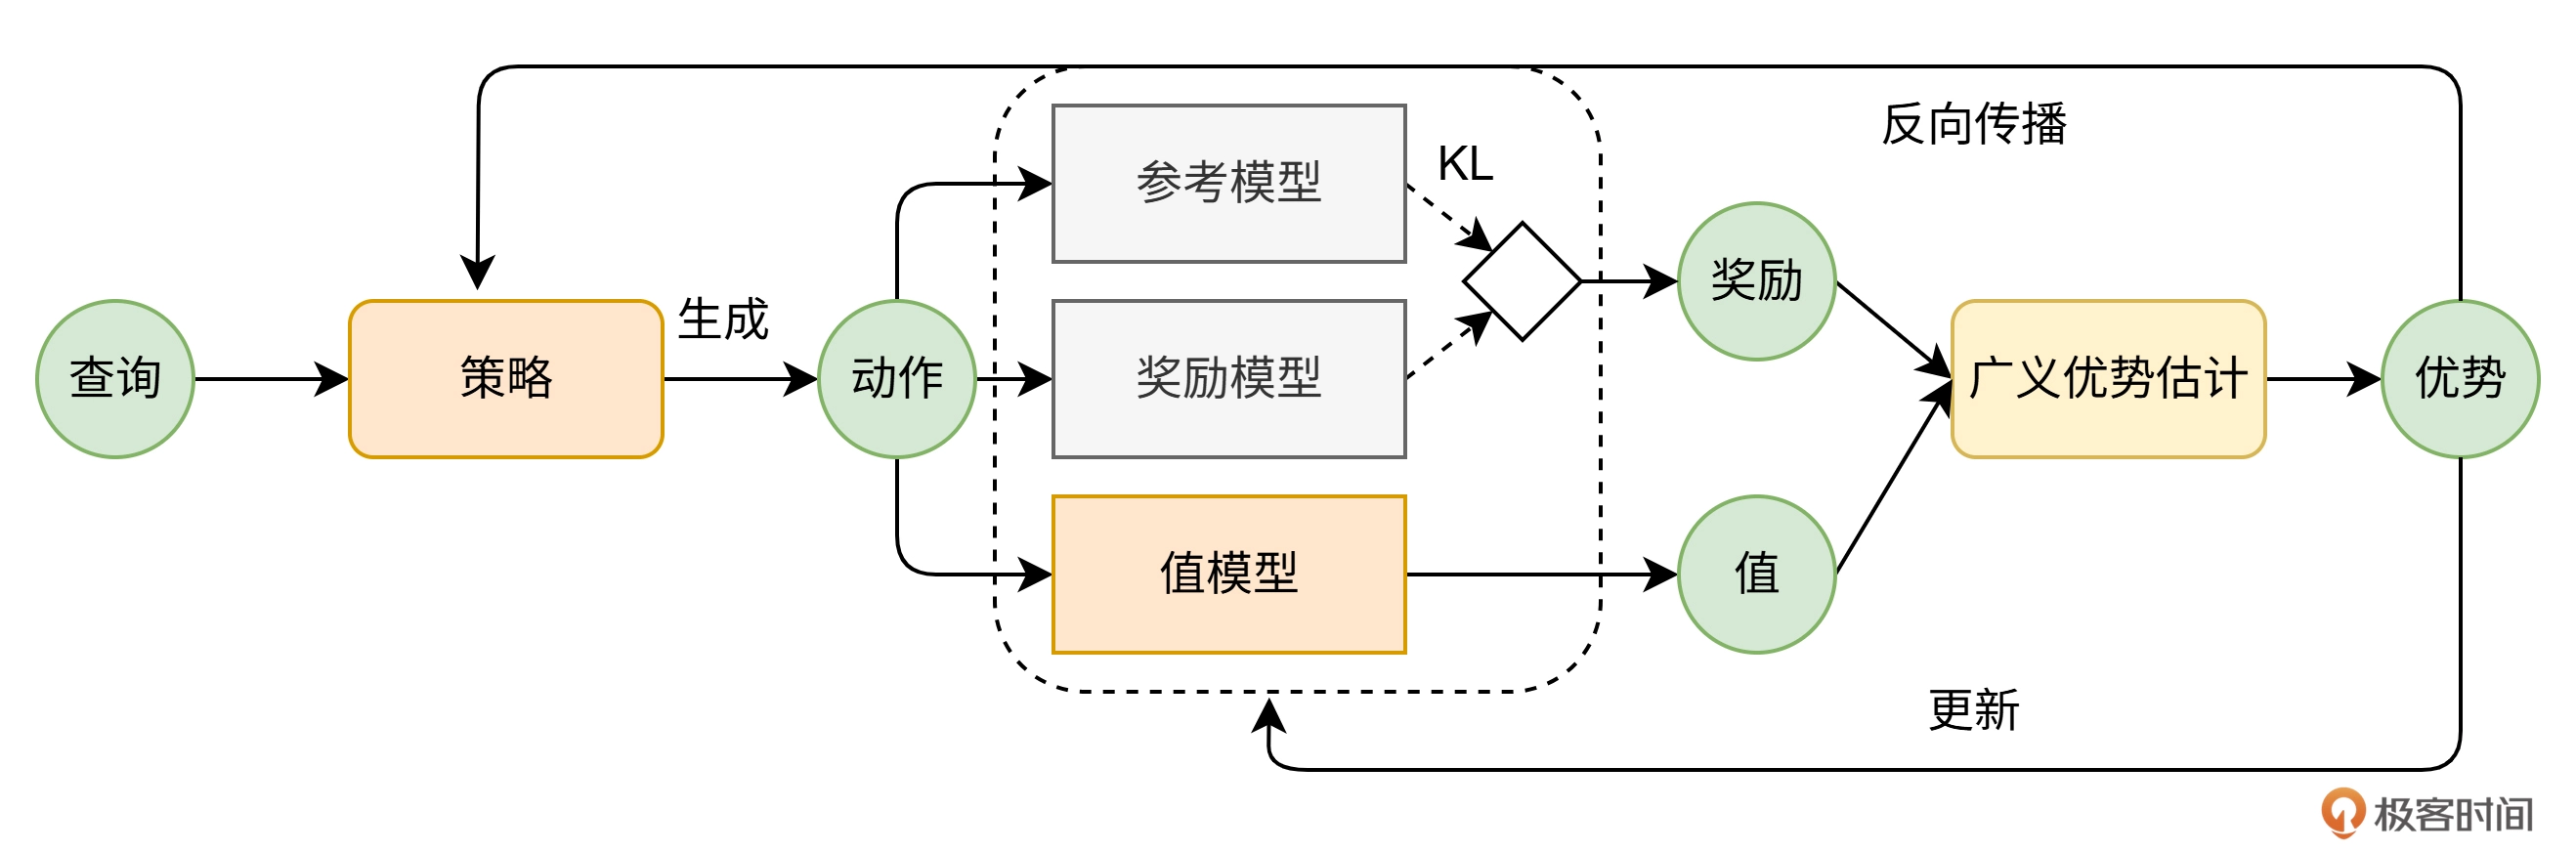 反向传播
KL
参考模型
生成
奖励
查询
策略
动作
奖励模型
广义优势估计
优势
值模型
值
更新
极客时间